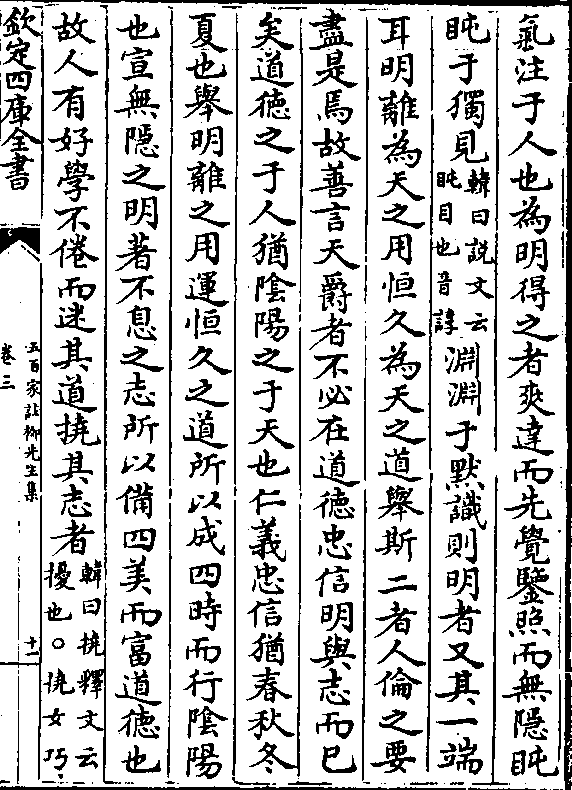 氣注于人也為明得之者爽達而先覺鑒照而無隱盹
盹于獨見韓曰說文云盹目也音諄淵淵于默識則明者又其一端
耳明離為天之用恒久為天之道舉斯二者人倫之要
盡是焉故善言天爵者不必在道德忠信明與志而已
矣道德之于人猶陰陽之于天也仁義忠信猶春秋冬
夏也舉明離之用運恒久之道所以成四時而行陰陽
也宣無隱之明著不息之志所以備四美而富道德也
故人有好學不倦而迷其道撓其志者韓曰撓釋文云擾也○撓女巧
欽定四庫全書
五百家註柳先生集
卷三
十一